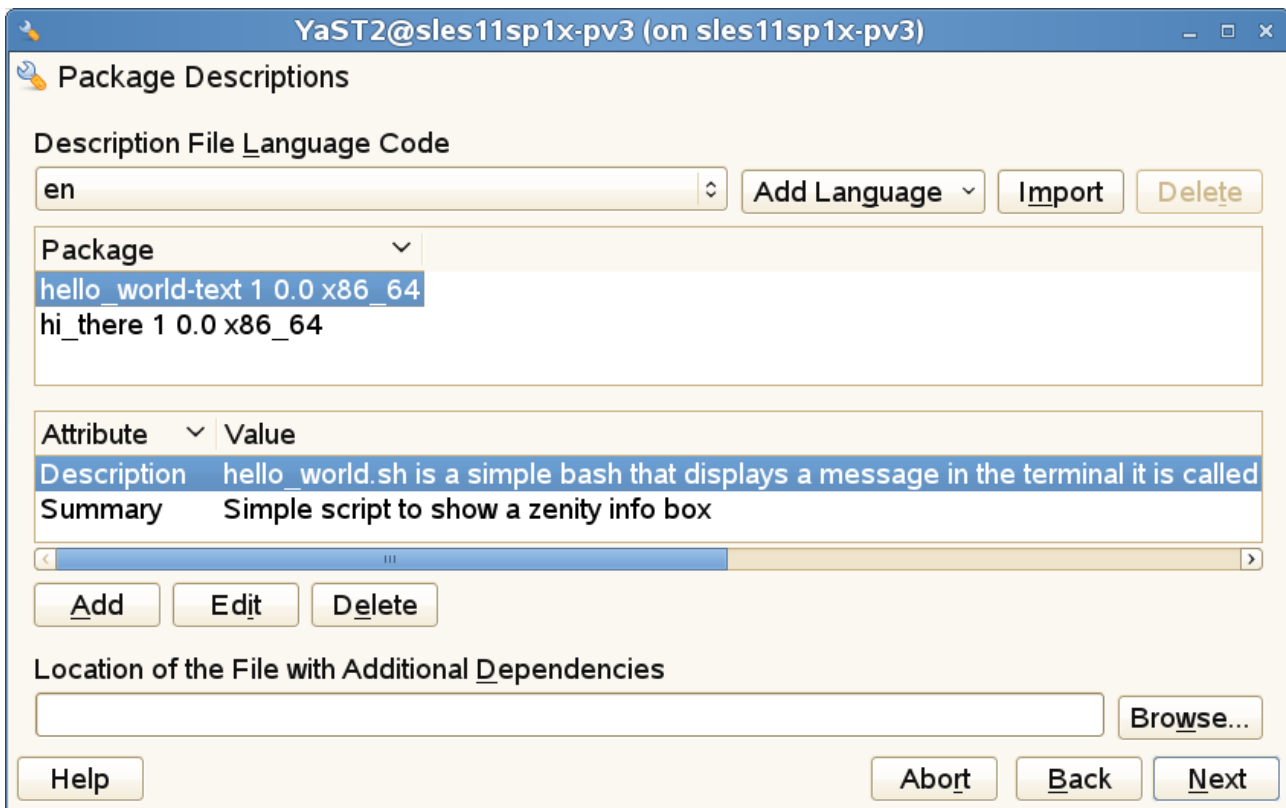 YaST2@sles11sp1x-pv3 (on sles11sp1x-pv3)
Package Descriptions
Description File Language Code
en Add Language Import Delete
Package
hello_world-text 1 0.0 x86_64
hi_there 1 0.0 x86_64
Attribute Value
Description hello_world.sh is a simple bash that displays a message in the terminal it is called
Summary Simple script to show a zenity info box
Add Edit Delete
Location of the File with Additional Dependencies
Browse...
Help Abort Back Next